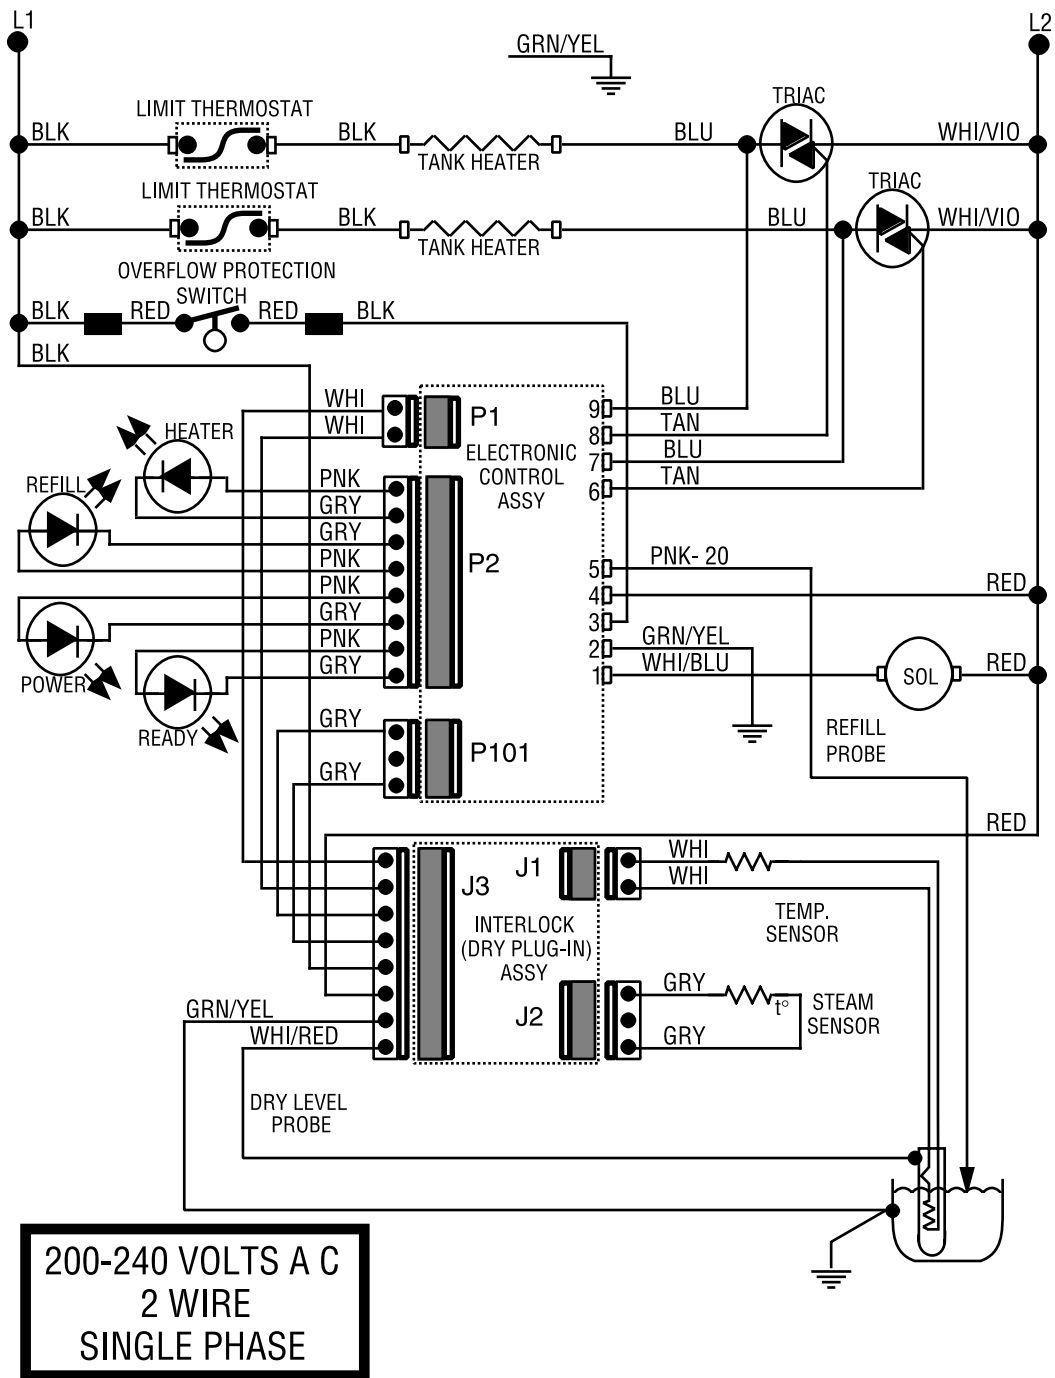 L1
L2
GRN/YEL
LIMIT THERMOSTAT
TRIAC
BLK
BLK
BLU
WHI/VIO
TANK HEATER
LIMIT THERMOSTAT
TRIAC
BLK
BLK
BLU
WHI/VIO
TANK HEATER
OVERFLOW PROTECTION
SWITCH
BLK
RED
RED
BLK
BLK
WHI
WHI
P1
ELECTRONIC
CONTROL
ASSY
9
BLU
8
TAN
7
BLU
6
TAN
HEATER
REFILL
PNK
GRY
GRY
PNK
PNK
GRY
PNK
GRY
P2
POWER
READY
5
PNK- 20
4
RED
3
2
GRN/YEL
1
WHI/BLU
SOL
RED
GRY
GRY
P101
REFILL
PROBE
RED
J3
J1
WHI
WHI
TEMP.
SENSOR
INTERLOCK
(DRY PLUG-IN)
ASSY
J2
GRY
t°
GRY
STEAM
SENSOR
GRN/YEL
WHI/RED
DRY LEVEL
PROBE
200-240 VOLTS A C
2 WIRE
SINGLE PHASE